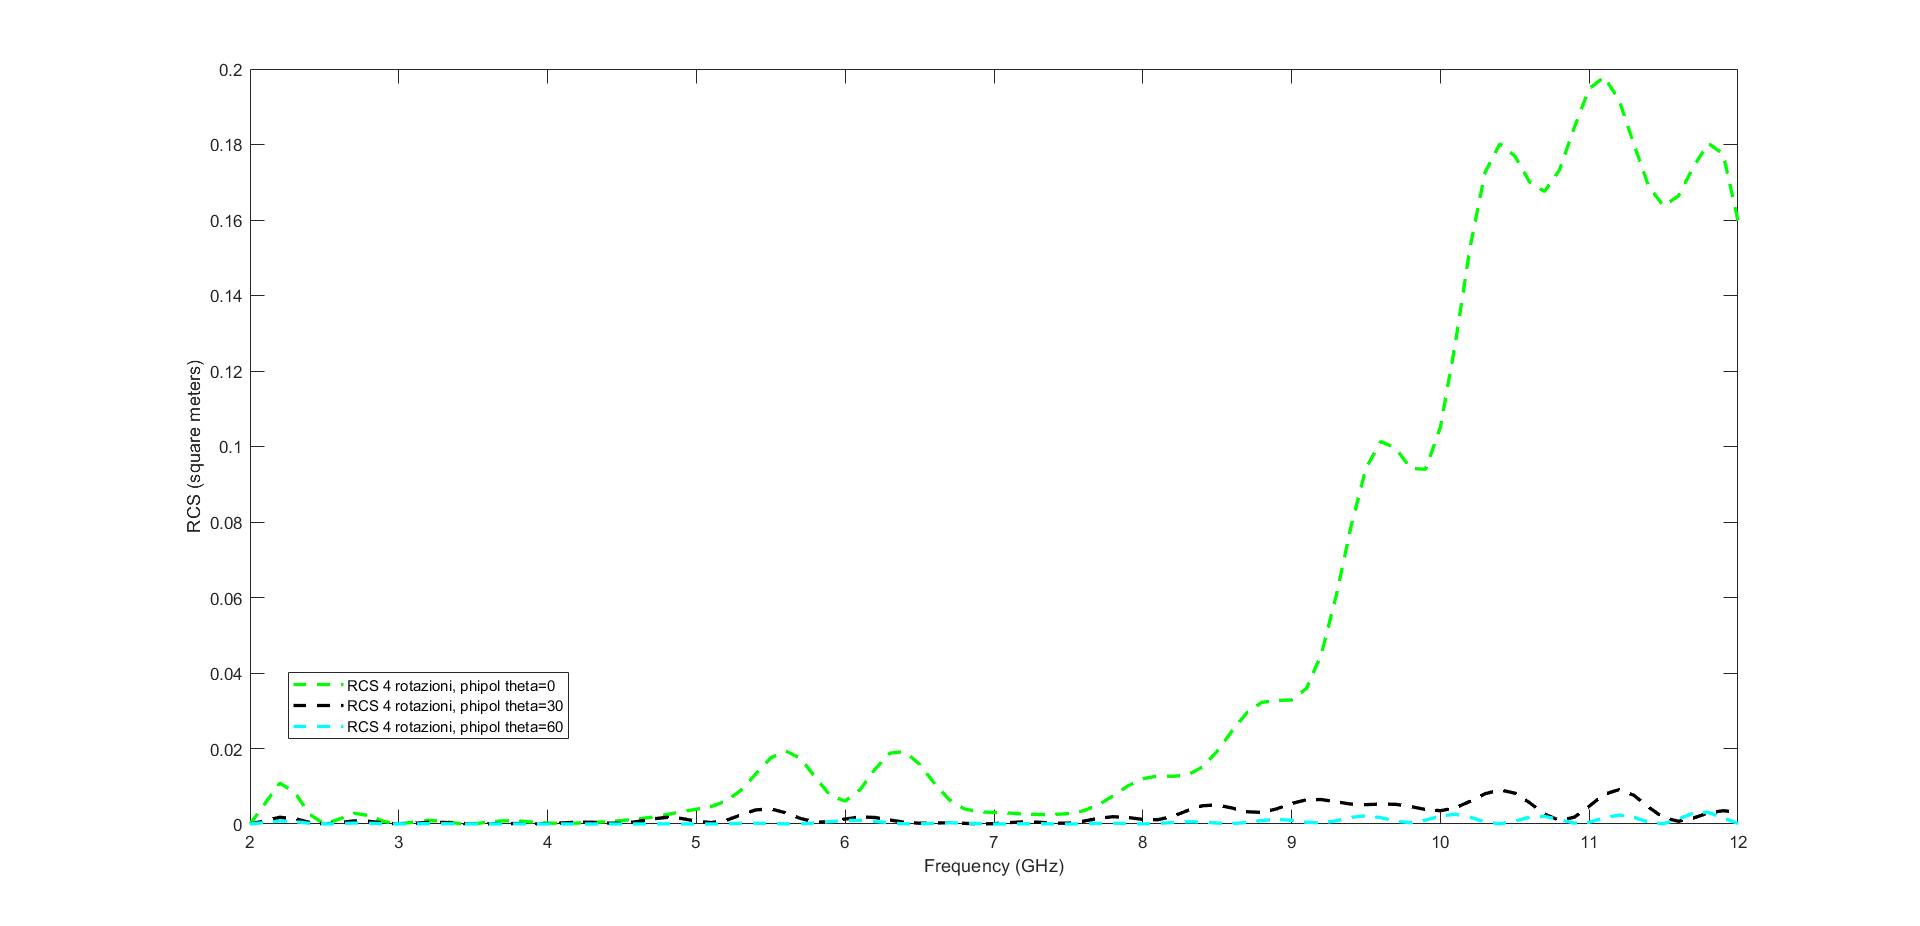 0.2
0.18
0.16
0.14
0.12
0.1
0.08
0.06
0.04
0.02
0
RCS (square meters)
RCS 4 rotazioni, phipol theta=0
RCS 4 rotazioni, phipol theta=30
RCS 4 rotazioni, phipol theta=60
2 3 4 5 6 7 8 9 10 11 12
Frequency (GHz)